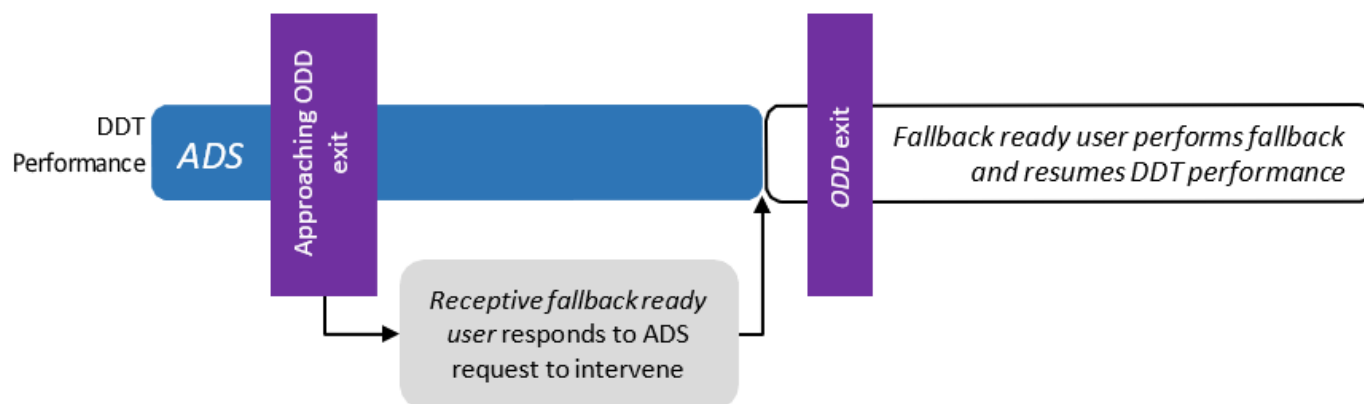 DDT
Performance
ADS
Approaching ODD
exit
ODD exit
Fallback ready user performs fallback
and resumes DDT performance
Receptive fallback ready
user responds to ADS
request to intervene